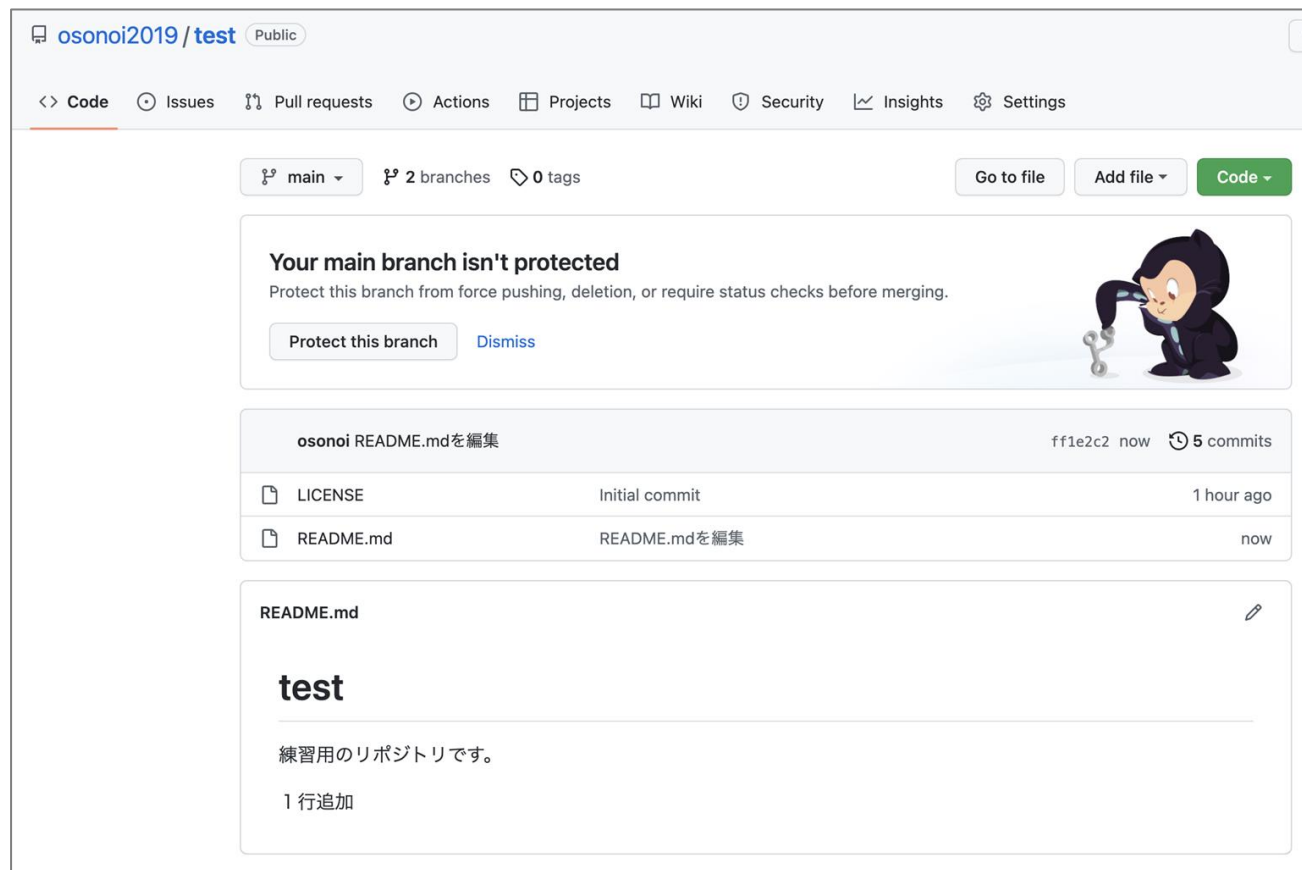 osonoi2019 / test Public
Code Issues Pull requests Actions Projects Wiki Security Insights Settings
main 2 branches 0 tags Go to file Add file Code
Your main branch isn't protected
Protect this branch from force pushing, deletion, or require status checks before merging.
Protect this branch Dismiss
osonoi README.mdを編集 ff1e2c2 now 5 commits
LICENSE Initial commit 1 hour ago
README.md README.mdを編集 now
README.md
test
練習用のリポジトリです。
１行追加